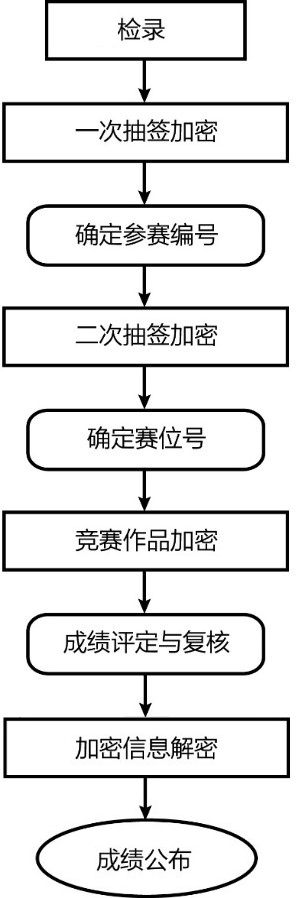 检录
一次抽签加密
确定参赛编号
二次抽签加密
确定赛位号
竞赛作品加密
成绩评定与复核
加密信息解密
成绩公布